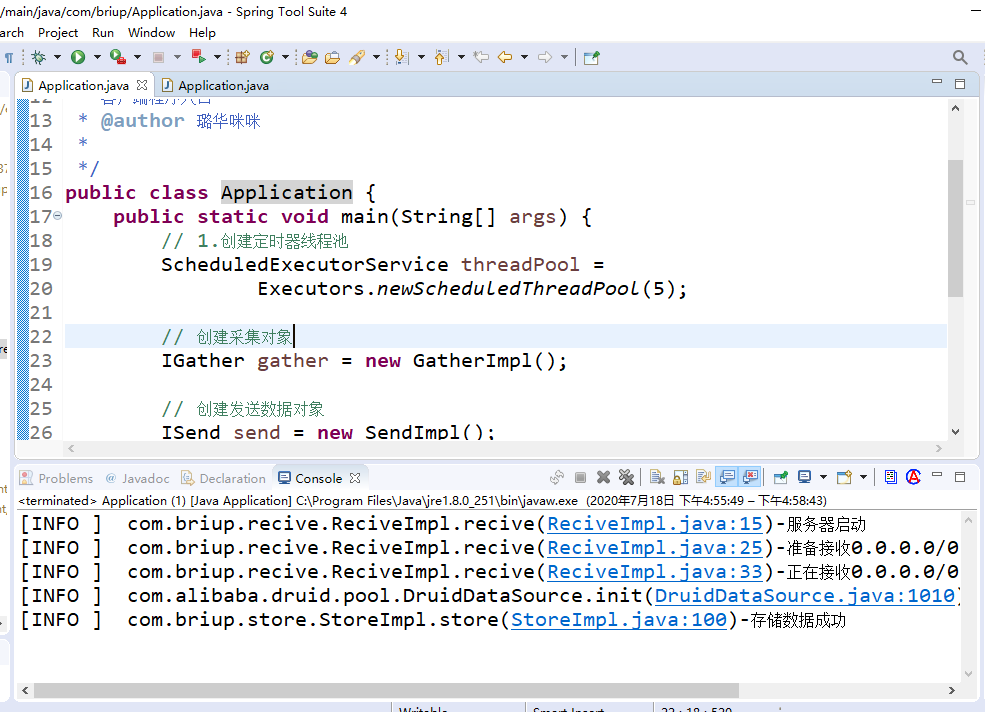 /main/java/com/briup/Application.java - Spring Tool Suite 4
arch Project Run Window Help
Application.java Application.java
13 * @author 璐华咪咪
14 *
15 */
16 public class Application {
17 public static void main(String[] args) {
18 // 1.创建定时器线程池
19 ScheduledExecutorService threadPool =
20 Executors.newScheduledThreadPool(5);
21
22 // 创建采集对象
23 IGather gather = new GatherImpl();
24
25 // 创建发送数据对象
26 ISend send = new SendImpl();
Problems @ Javadoc Declaration Console
<terminated> Application (1) [Java Application] C:\Program Files\Java\jre1.8.0_251\bin\javaw.exe (2020年7月18日 下午4:55:49 – 下午4:58:43)
[INFO ] com.briup.recive.ReciveImpl.recive(ReciveImpl.java:15)-服务器启动
[INFO ] com.briup.recive.ReciveImpl.recive(ReciveImpl.java:25)-准备接收0.0.0.0/0
[INFO ] com.briup.recive.ReciveImpl.recive(ReciveImpl.java:33)-正在接收0.0.0.0/0
[INFO ] com.alibaba.druid.pool.DruidDataSource.init(DruidDataSource.java:1010)
[INFO ] com.briup.store.StoreImpl.store(StoreImpl.java:100)-存储数据成功
Writable Smart Insert 22 : 18 : 520